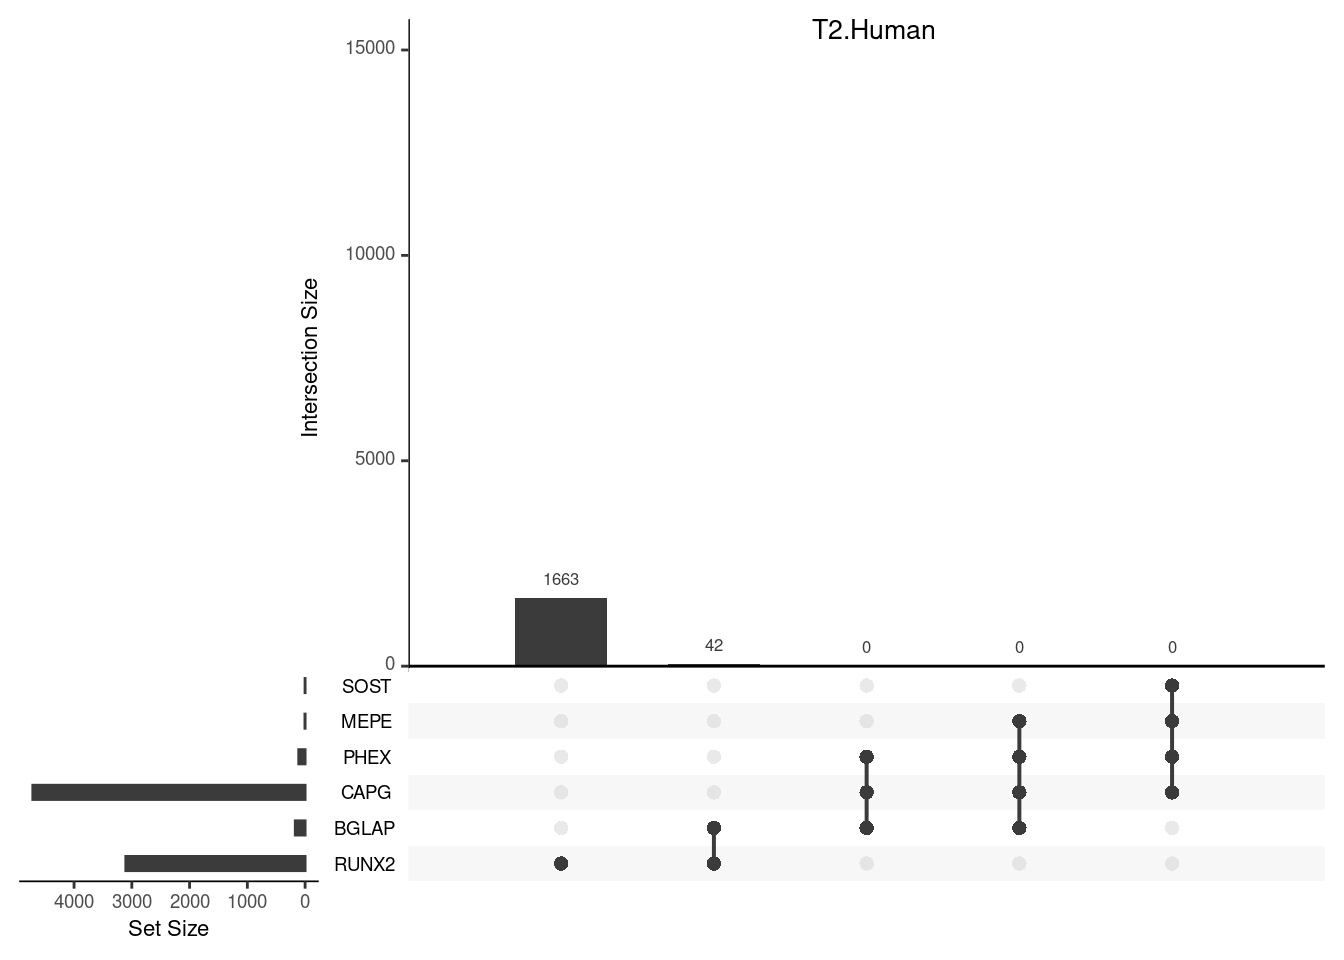 T2.Human
15000
10000
5000
0
Intersection Size
1663
42
0
0
0
SOST
MEPE
PHEX
CAPG
BGLAP
RUNX2
4000 3000 2000 1000 0
Set Size